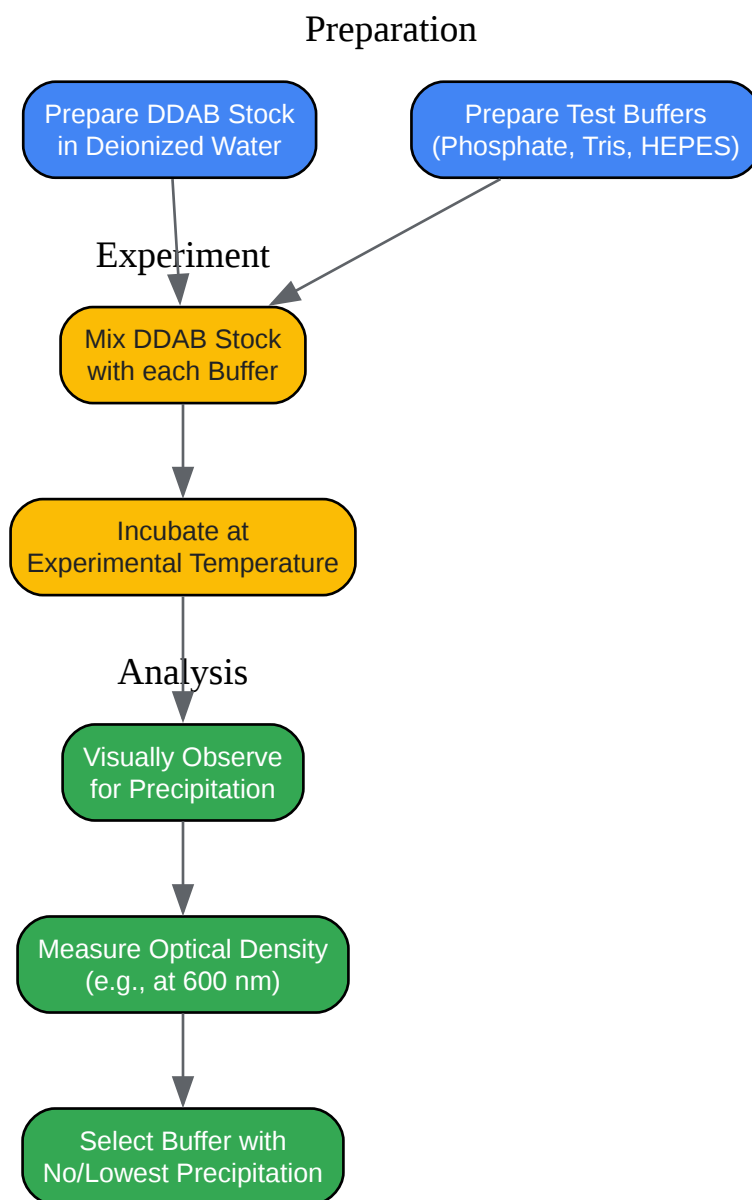 Preparation
Prepare DDAB Stock
in Deionized Water
Prepare Test Buffers
(Phosphate, Tris, HEPES)
Experiment
Mix DDAB Stock
with each Buffer
Incubate at
Experimental Temperature
Analysis
Visually Observe
for Precipitation
Measure Optical Density
(e.g., at 600 nm)
Select Buffer with
No/Lowest Precipitation